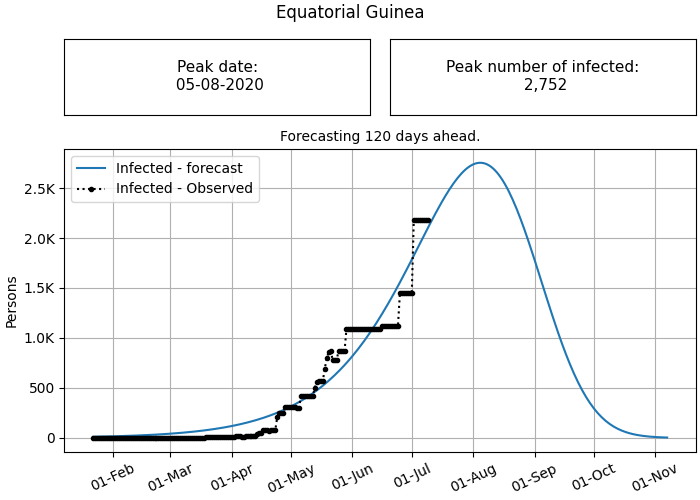 Equatorial Guinea
Peak date:
05-08-2020
Peak number of infected:
2,752
Forecasting 120 days ahead.
Infected - forecast
Infected - Observed
2.5K
2.0K
1.5K
1.0K
500
0
Persons
01-Feb
01-Mar
01-Apr
01-May
01-Jun
01-Jul
01-Aug
01-Sep
01-Oct
01-Nov